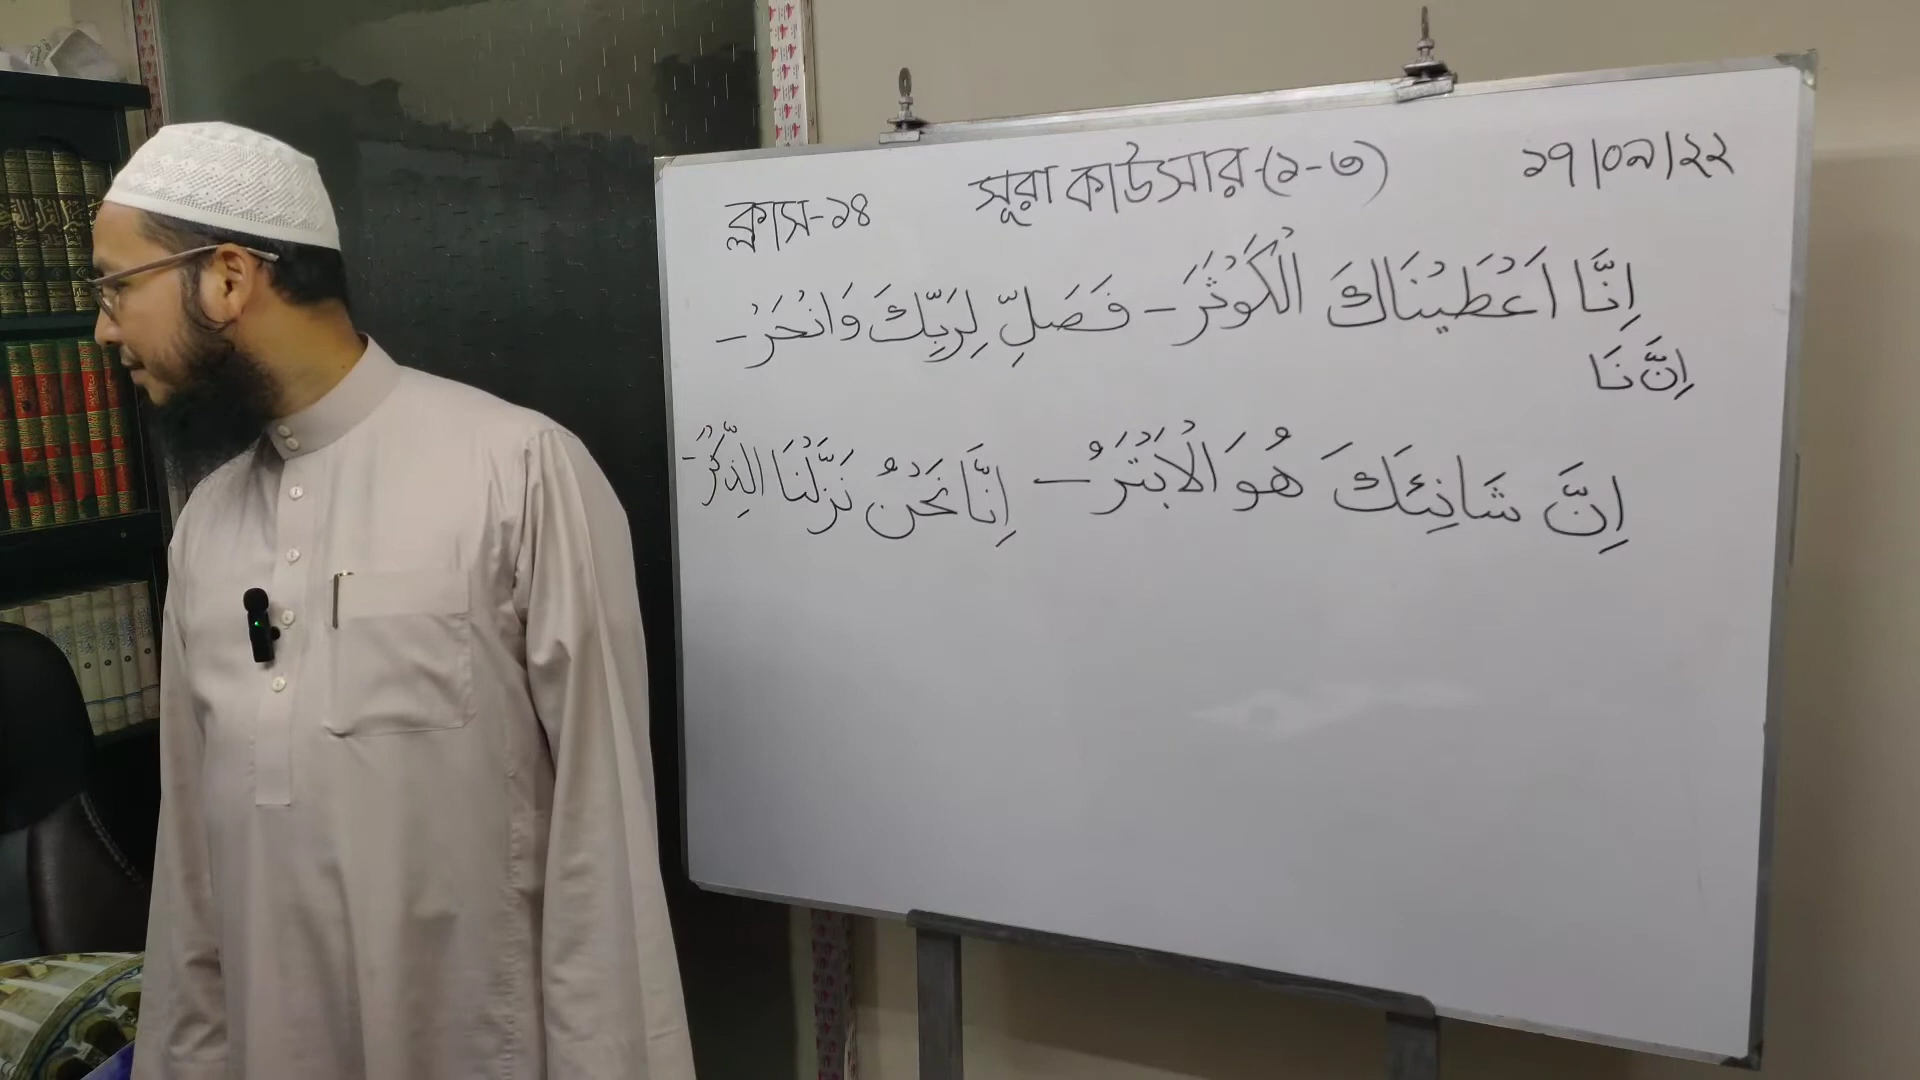 ক্লাস-১৪ সূরা কাউসার-(১-৩) ১৭/০৯/২২
اِنَّا اَعْطَيْنَاكَ الْكَوْثَرَ - فَصَلِّ لِرَبِّكَ وَانْحَرْ -
اِنَّ نَا
اِنَّ شَانِئَكَ هُوَ الْاَبْتَرُ - اِنَّا نَحْنُ نَزَّلْنَا الذِّكْرَ -